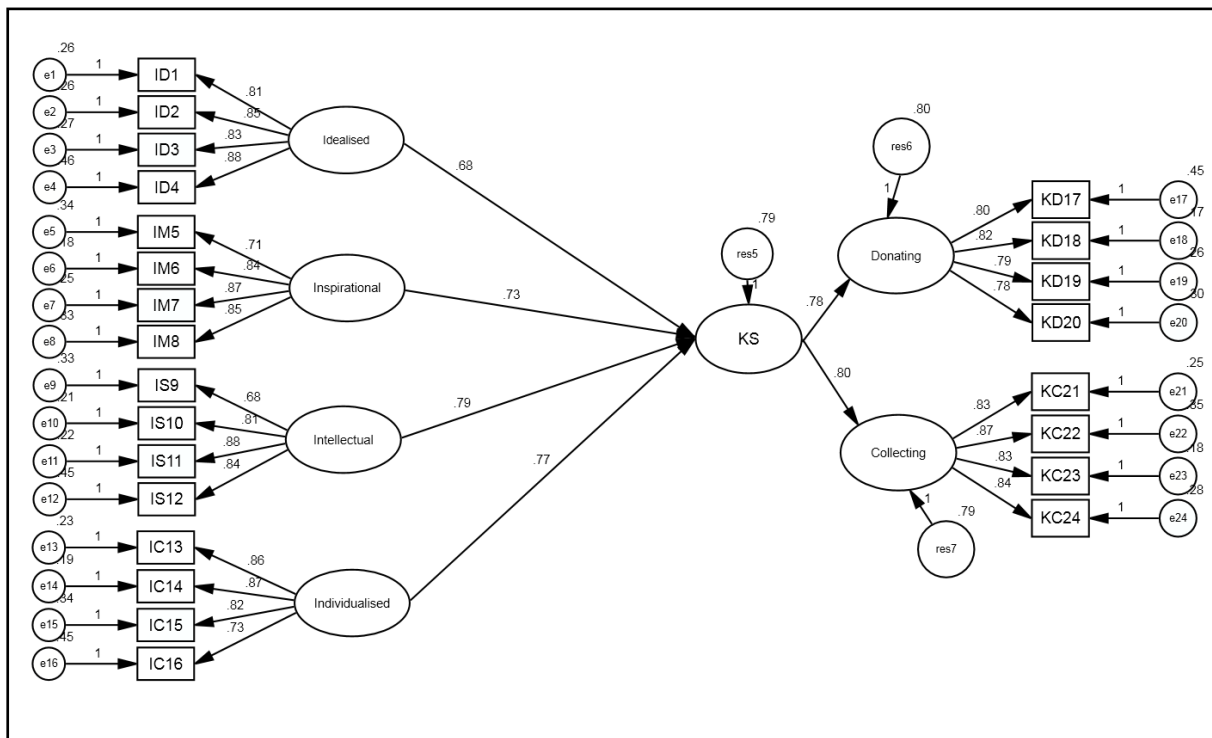 .26
e1 1 ID1
.26
e2 1 ID2
.27
e3 1 ID3
.46
e4 1 ID4
.81
.85
.83
.88
Idealised
.68
.34
e5 1 IM5
.18
e6 1 IM6
.25
e7 1 IM7
.33
e8 1 IM8
.71
.84
.87
.85
Inspirational
.73
.33
e9 1 IS9
.21
e10 1 IS10
.22
e11 1 IS11
.45
e12 1 IS12
.68
.81
.88
.84
Intellectual
.79
.23
e13 1 IC13
.19
e14 1 IC14
.34
e15 1 IC15
.45
e16 1 IC16
.86
.87
.82
.73
Individualised
.77
.79
res5
1
KS
.78
.80
.80
res6
1
Donating
.80
.82
.79
.78
.45
KD17 1 e17
.17
KD18 1 e18
.26
KD19 1 e19
.30
KD20 1 e20
Collecting
1
.79
res7
.83
.87
.83
.84
.25
KC21 1 e21
.35
KC22 1 e22
.18
KC23 1 e23
.28
KC24 1 e24